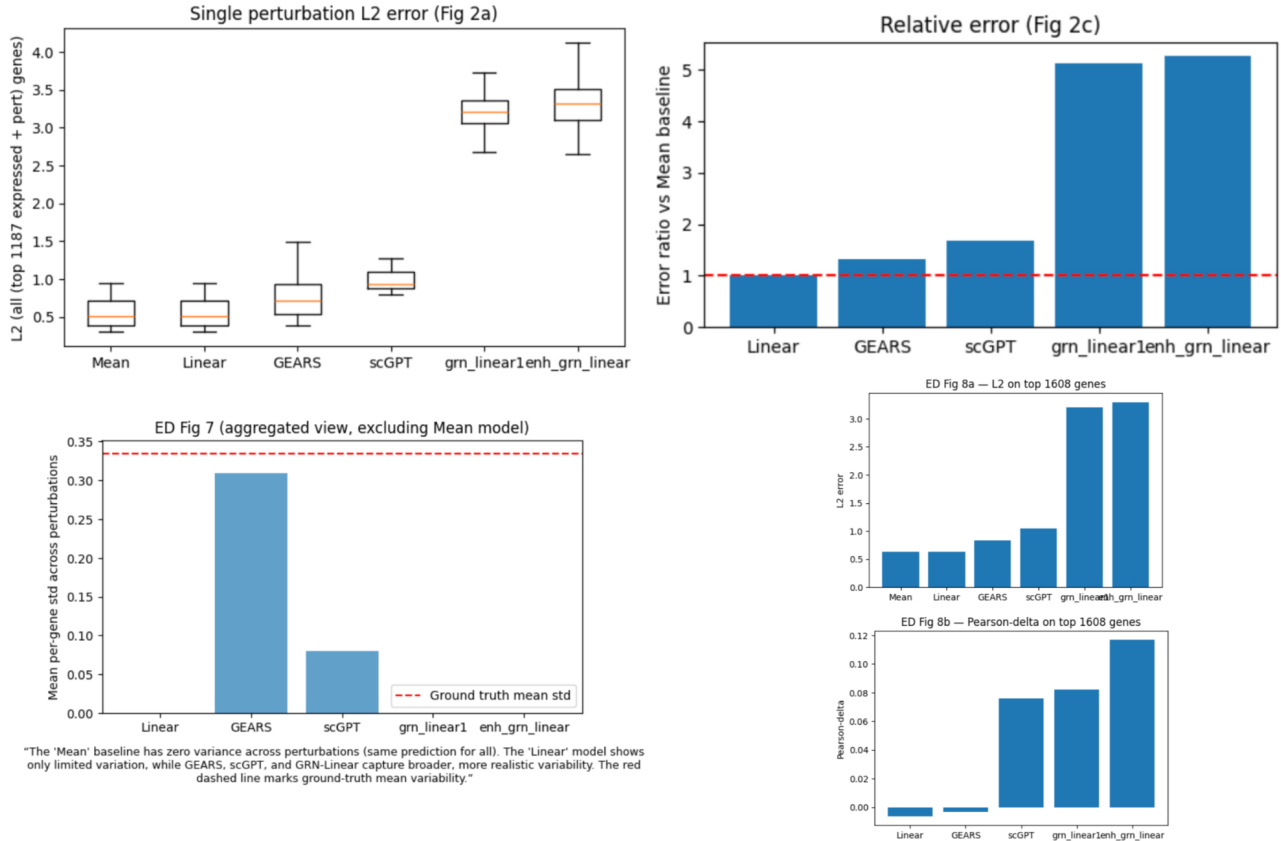 Single perturbation L2 error (Fig 2a)
L2 (all (top 1187 expressed + pert) genes)
4.0
3.5
3.0
2.5
2.0
1.5
1.0
0.5
Mean Linear GEARS scGPT grn_linear1 enh_grn_linear
Relative error (Fig 2c)
Error ratio vs Mean baseline
5
4
3
2
1
0
Linear GEARS scGPT grn_linear1 enh_grn_linear
ED Fig 7 (aggregated view, excluding Mean model)
Mean per-gene std across perturbations
0.35
0.30
0.25
0.20
0.15
0.10
0.05
0.00
Ground truth mean std
Linear GEARS scGPT grn_linear1 enh_grn_linear
"The 'Mean' baseline has zero variance across perturbations (same prediction for all). The 'Linear' model shows
only limited variation, while GEARS, scGPT, and GRN-Linear capture broader, more realistic variability. The red
dashed line marks ground-truth mean variability."
ED Fig 8a — L2 on top 1608 genes
L2 error
3.0
2.5
2.0
1.5
1.0
0.5
0.0
Mean Linear GEARS scGPT grn_linear1 enh_grn_linear
ED Fig 8b — Pearson-delta on top 1608 genes
Pearson-delta
0.12
0.10
0.08
0.06
0.04
0.02
0.00
Linear GEARS scGPT grn_linear1 enh_grn_linear